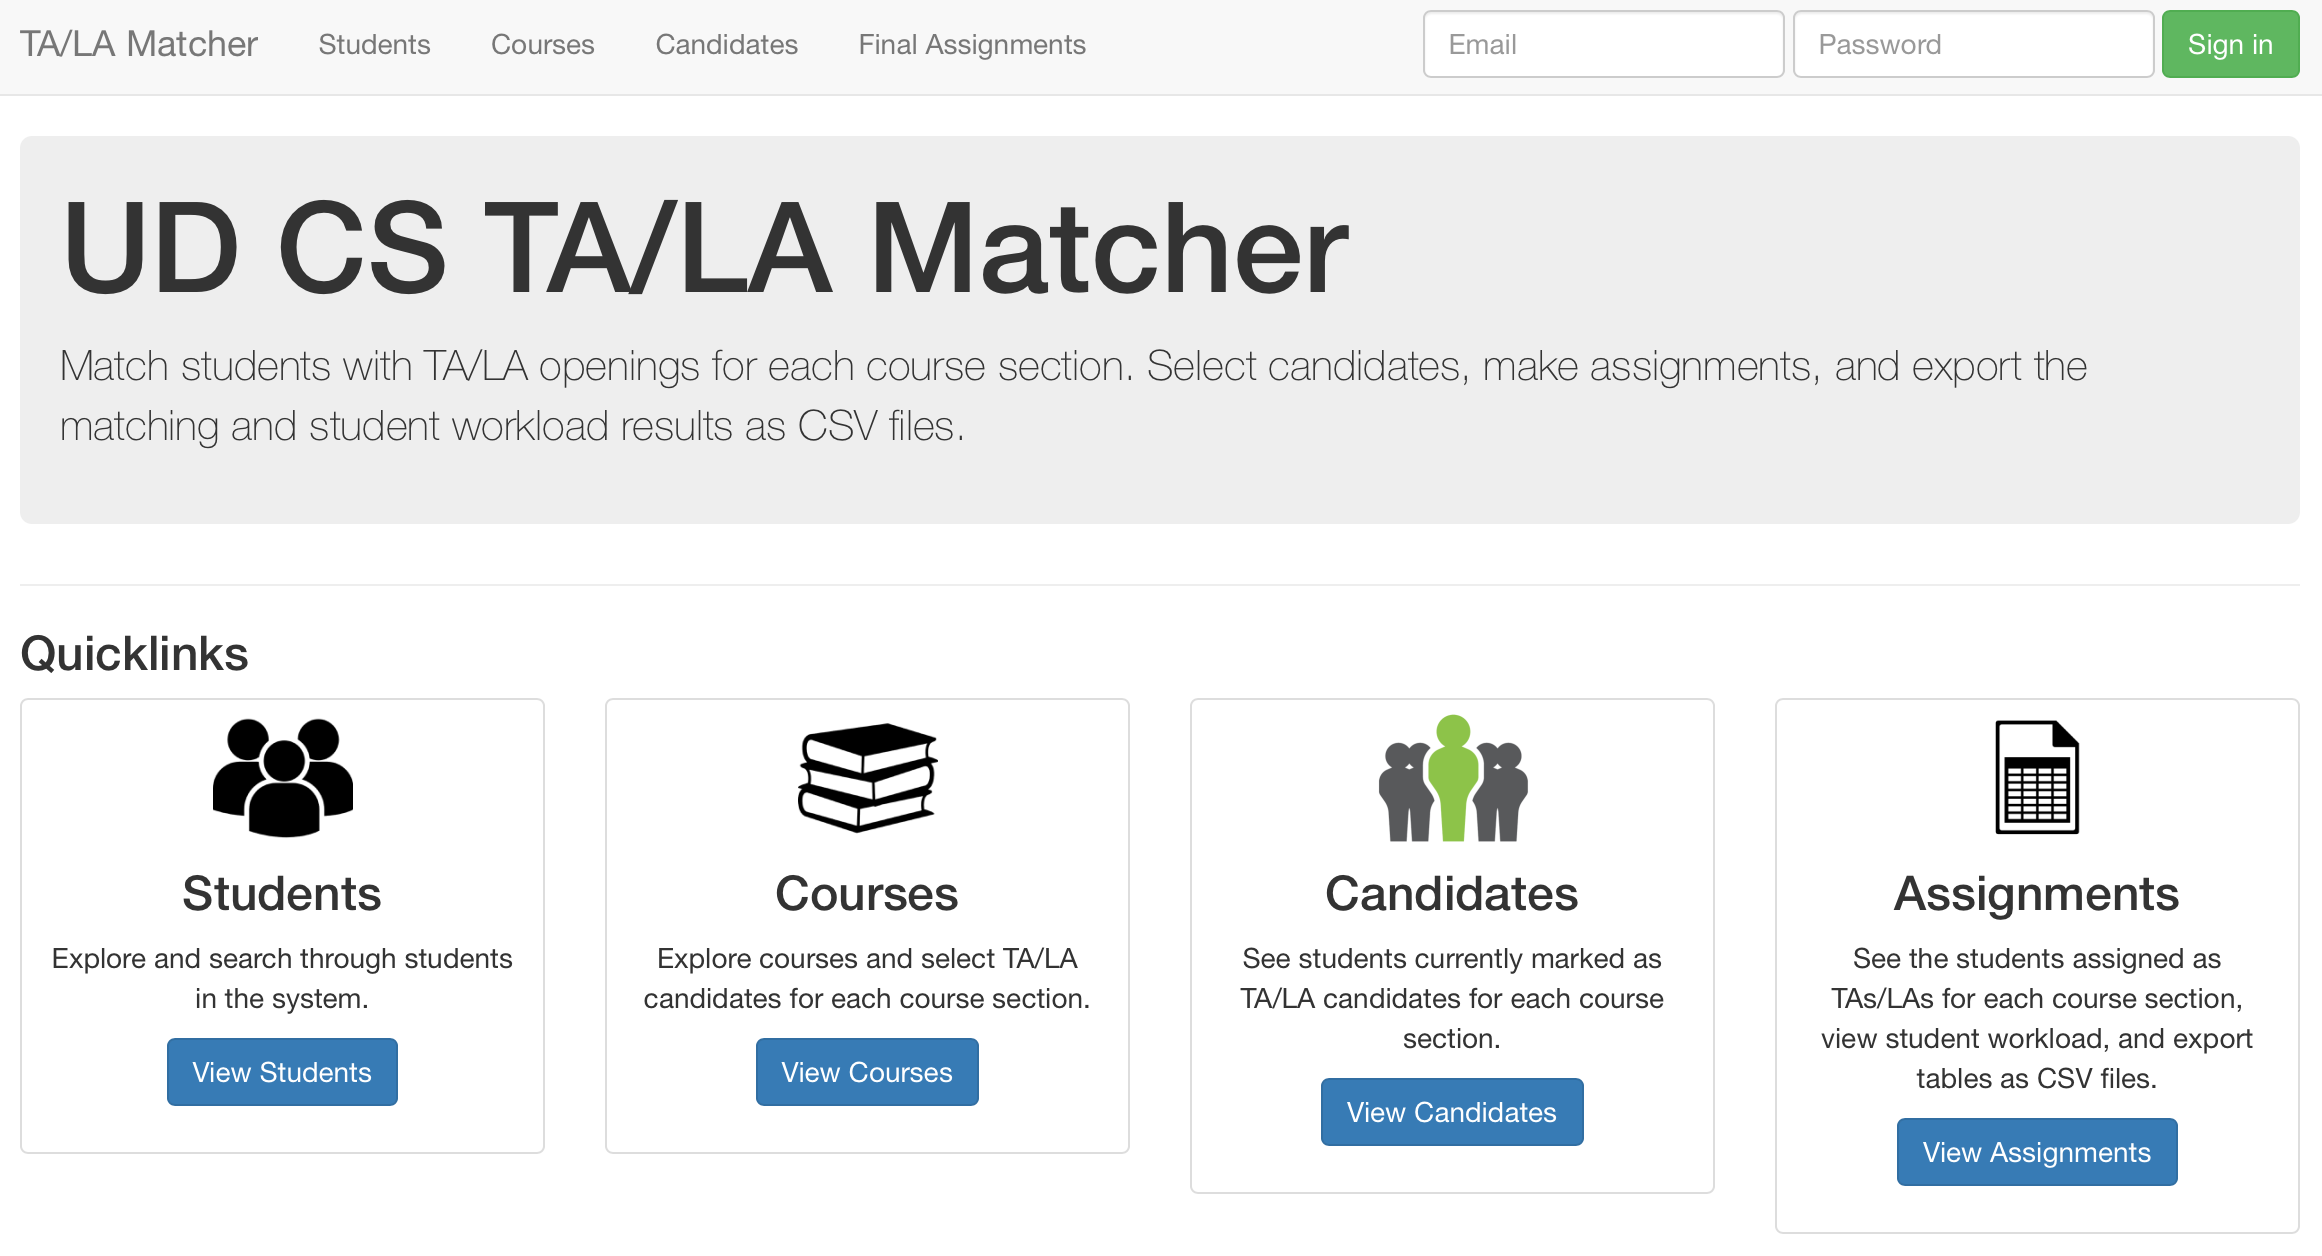 TA/LA Matcher Students Courses Candidates Final Assignments Email Password Sign in
UD CS TA/LA Matcher
Match students with TA/LA openings for each course section. Select candidates, make assignments, and export the
matching and student workload results as CSV files.
Quicklinks
Students
Explore and search through students
in the system.
View Students
Courses
Explore courses and select TA/LA
candidates for each course section.
View Courses
Candidates
See students currently marked as
TA/LA candidates for each course
section.
View Candidates
Assignments
See the students assigned as
TAs/LAs for each course section,
view student workload, and export
tables as CSV files.
View Assignments